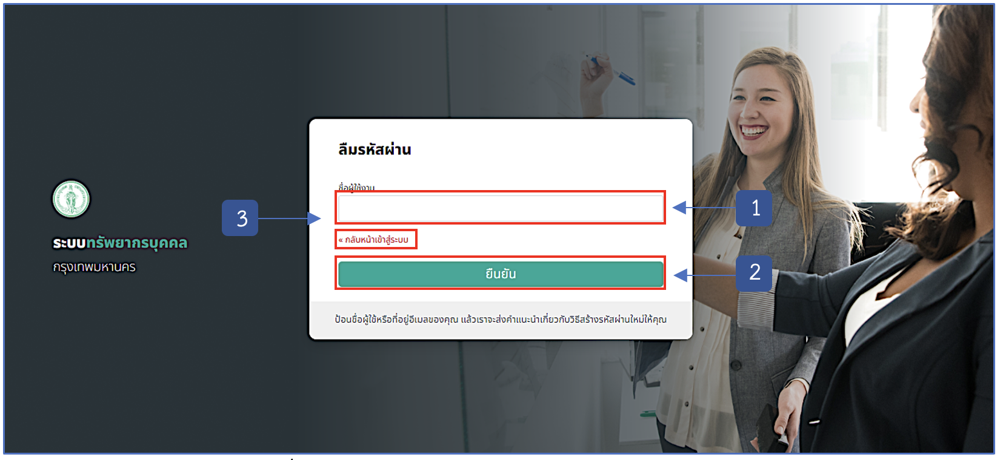 ลืมรหัสผ่าน
ชื่อผู้ใช้งาน
1
3
ระบบทรัพยากรบุคคล
« กลับหน้าเข้าสู่ระบบ
กรุงเทพมหานคร
ยืนยัน
2
ป้อนชื่อผู้ใช้หรือที่อยู่อีเมลของคุณ แล้วเราจะส่งคำแนะนำเกี่ยวกับวิธีสร้างรหัสผ่านใหม่ให้คุณ